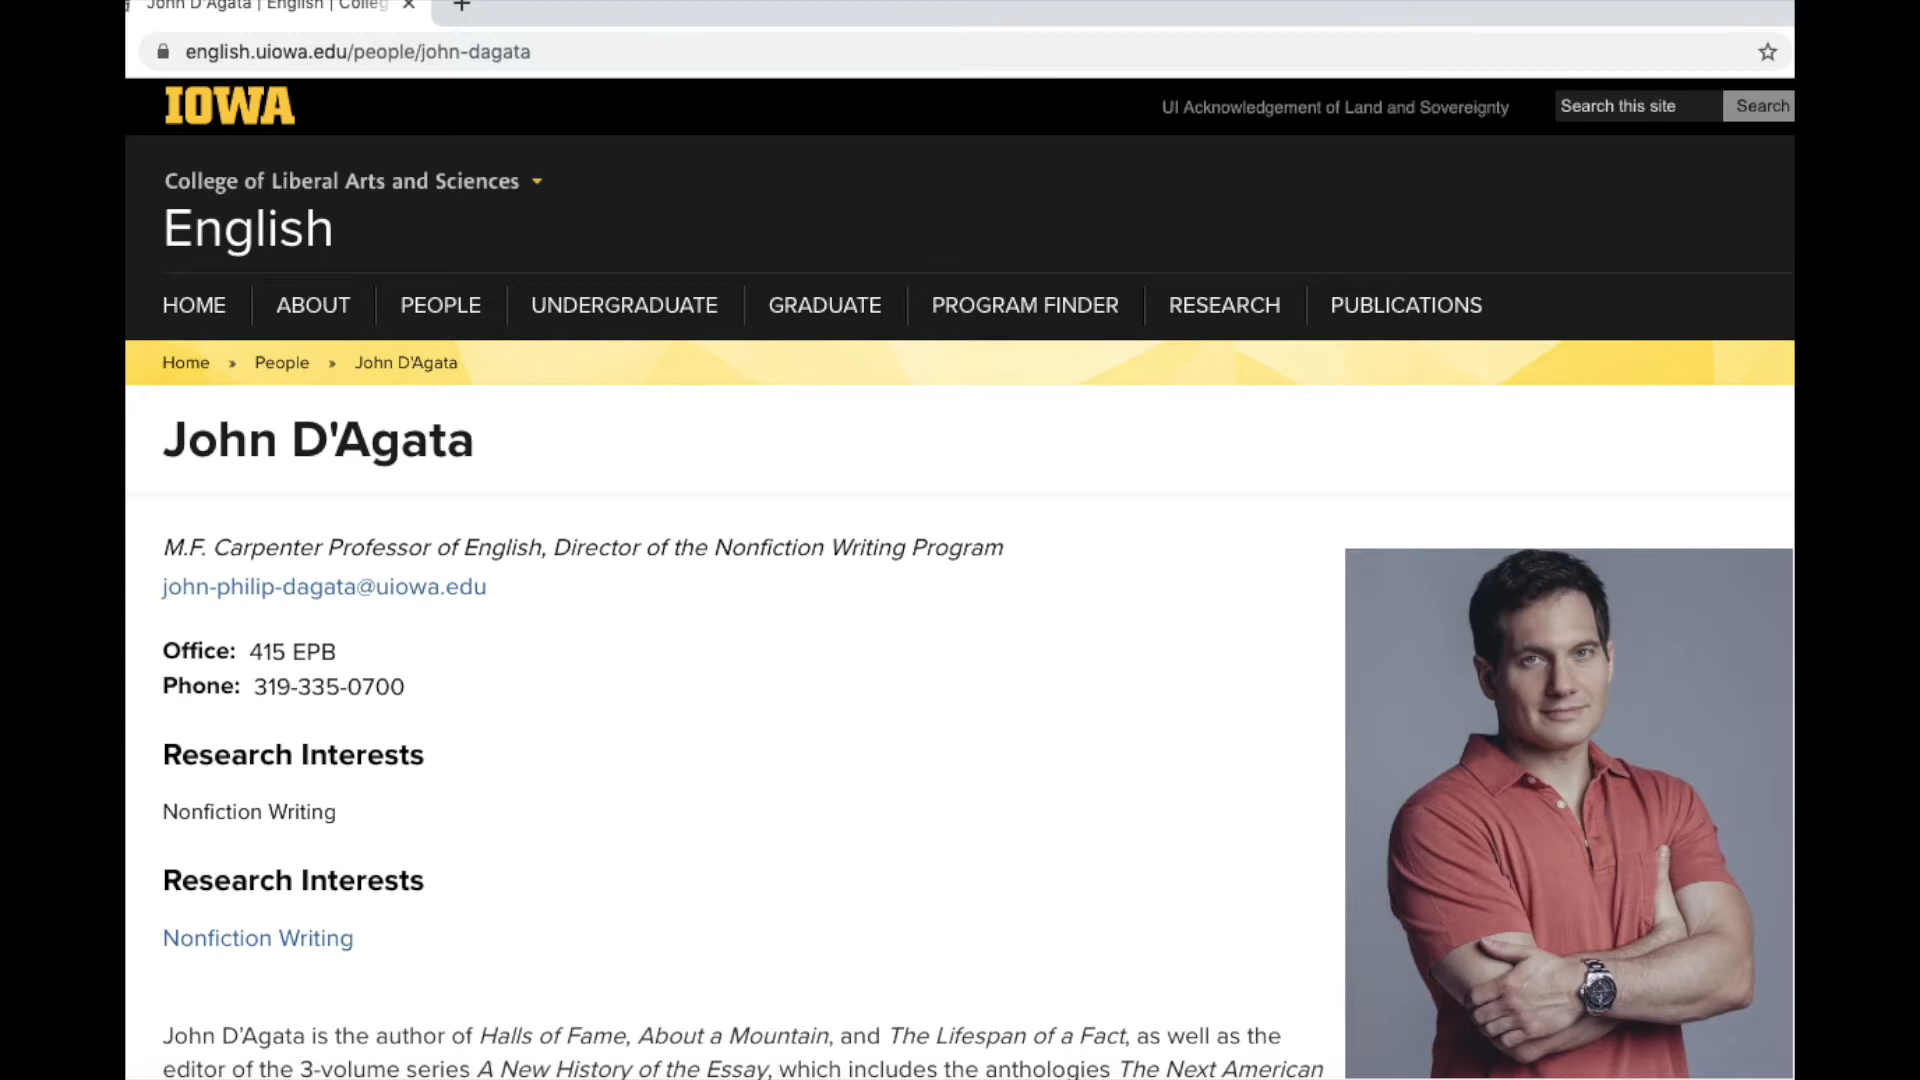 John D'Agata | English | Colleg
english.uiowa.edu/people/john-dagata
IOWA
UI Acknowledgement of Land and Sovereignty
Search this site
Search
College of Liberal Arts and Sciences
English
HOME ABOUT PEOPLE UNDERGRADUATE GRADUATE PROGRAM FINDER RESEARCH PUBLICATIONS
Home » People » John D'Agata
John D'Agata
M.F. Carpenter Professor of English, Director of the Nonfiction Writing Program
john-philip-dagata@uiowa.edu
Office: 415 EPB
Phone: 319-335-0700
Research Interests
Nonfiction Writing
Research Interests
Nonfiction Writing
John D’Agata is the author of Halls of Fame, About a Mountain, and The Lifespan of a Fact, as well as the
editor of the 3-volume series A New History of the Essay, which includes the anthologies The Next American